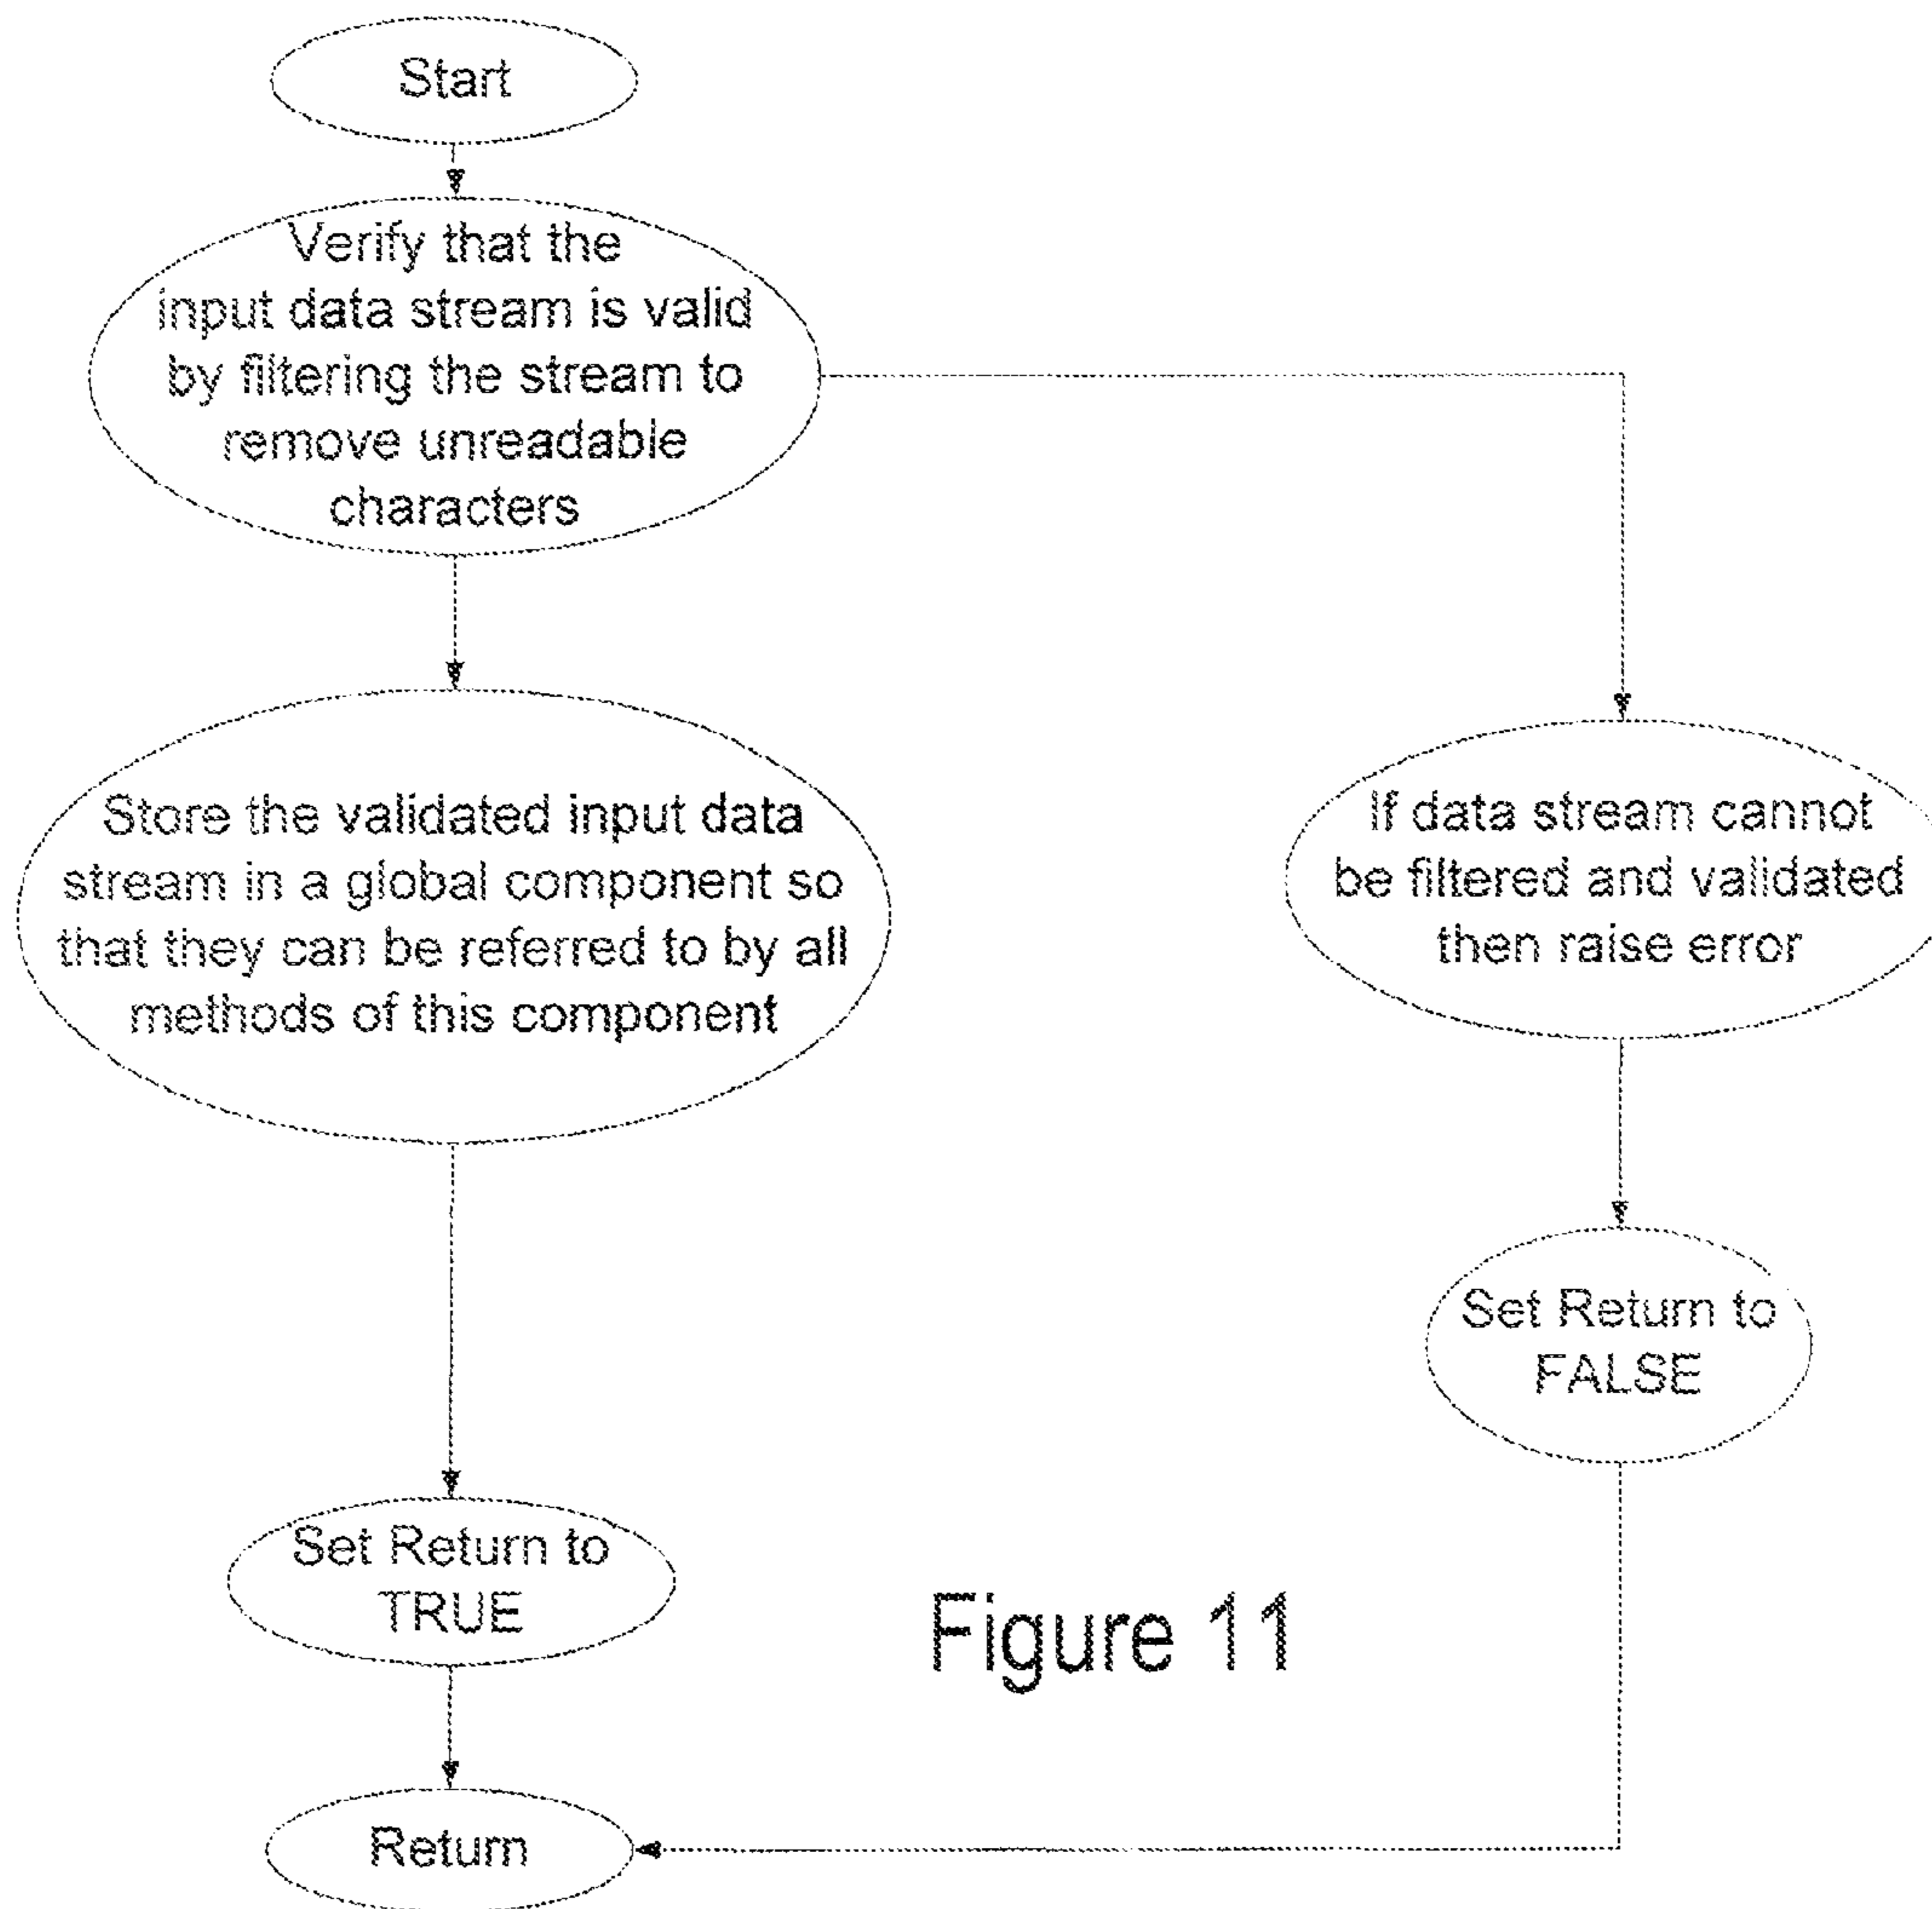 Start
Verify that the
input data stream is valid
by filtering the stream to
remove unreadable
characters
Store the validated input data
stream in a global component so
that they can be referred to by all
methods of this component
If data stream cannot
be filtered and validated
then raise error
Set Return to
FALSE
Set Return to
TRUE
Figure 11
Return